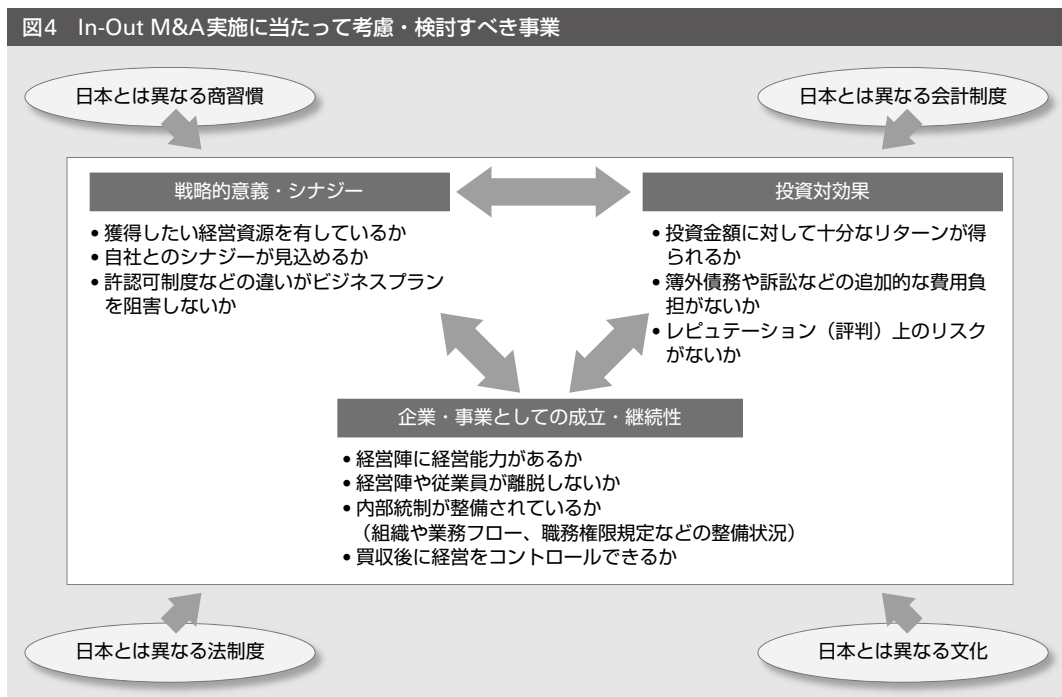 図4 In-Out M&A実施に当たって考慮・検討すべき事業
日本とは異なる商習慣
日本とは異なる会計制度
戦略的意義・シナジー
• 獲得したい経営資源を有しているか
• 自社とのシナジーが見込めるか
• 許認可制度などの違いがビジネスプラン
を阻害しないか
投資対効果
• 投資金額に対して十分なリターンが得
られるか
• 簿外債務や訴訟などの追加的な費用負
担がないか
• レピュテーション（評判）上のリスク
がないか
企業・事業としての成立・継続性
• 経営陣に経営能力があるか
• 経営陣や従業員が離脱しないか
• 内部統制が整備されているか
（組織や業務フロー、職務権限規定などの整備状況）
• 買収後に経営をコントロールできるか
日本とは異なる法制度
日本とは異なる文化